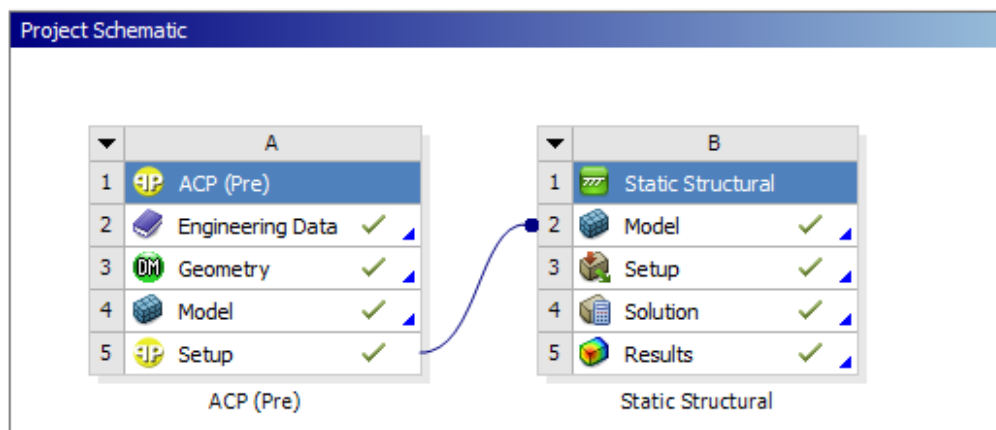 Project Schematic
A
1 ACP (Pre)
2 Engineering Data
3 DM Geometry
4 Model
5 Setup
ACP (Pre)
B
1 Static Structural
2 Model
3 Setup
4 Solution
5 Results
Static Structural